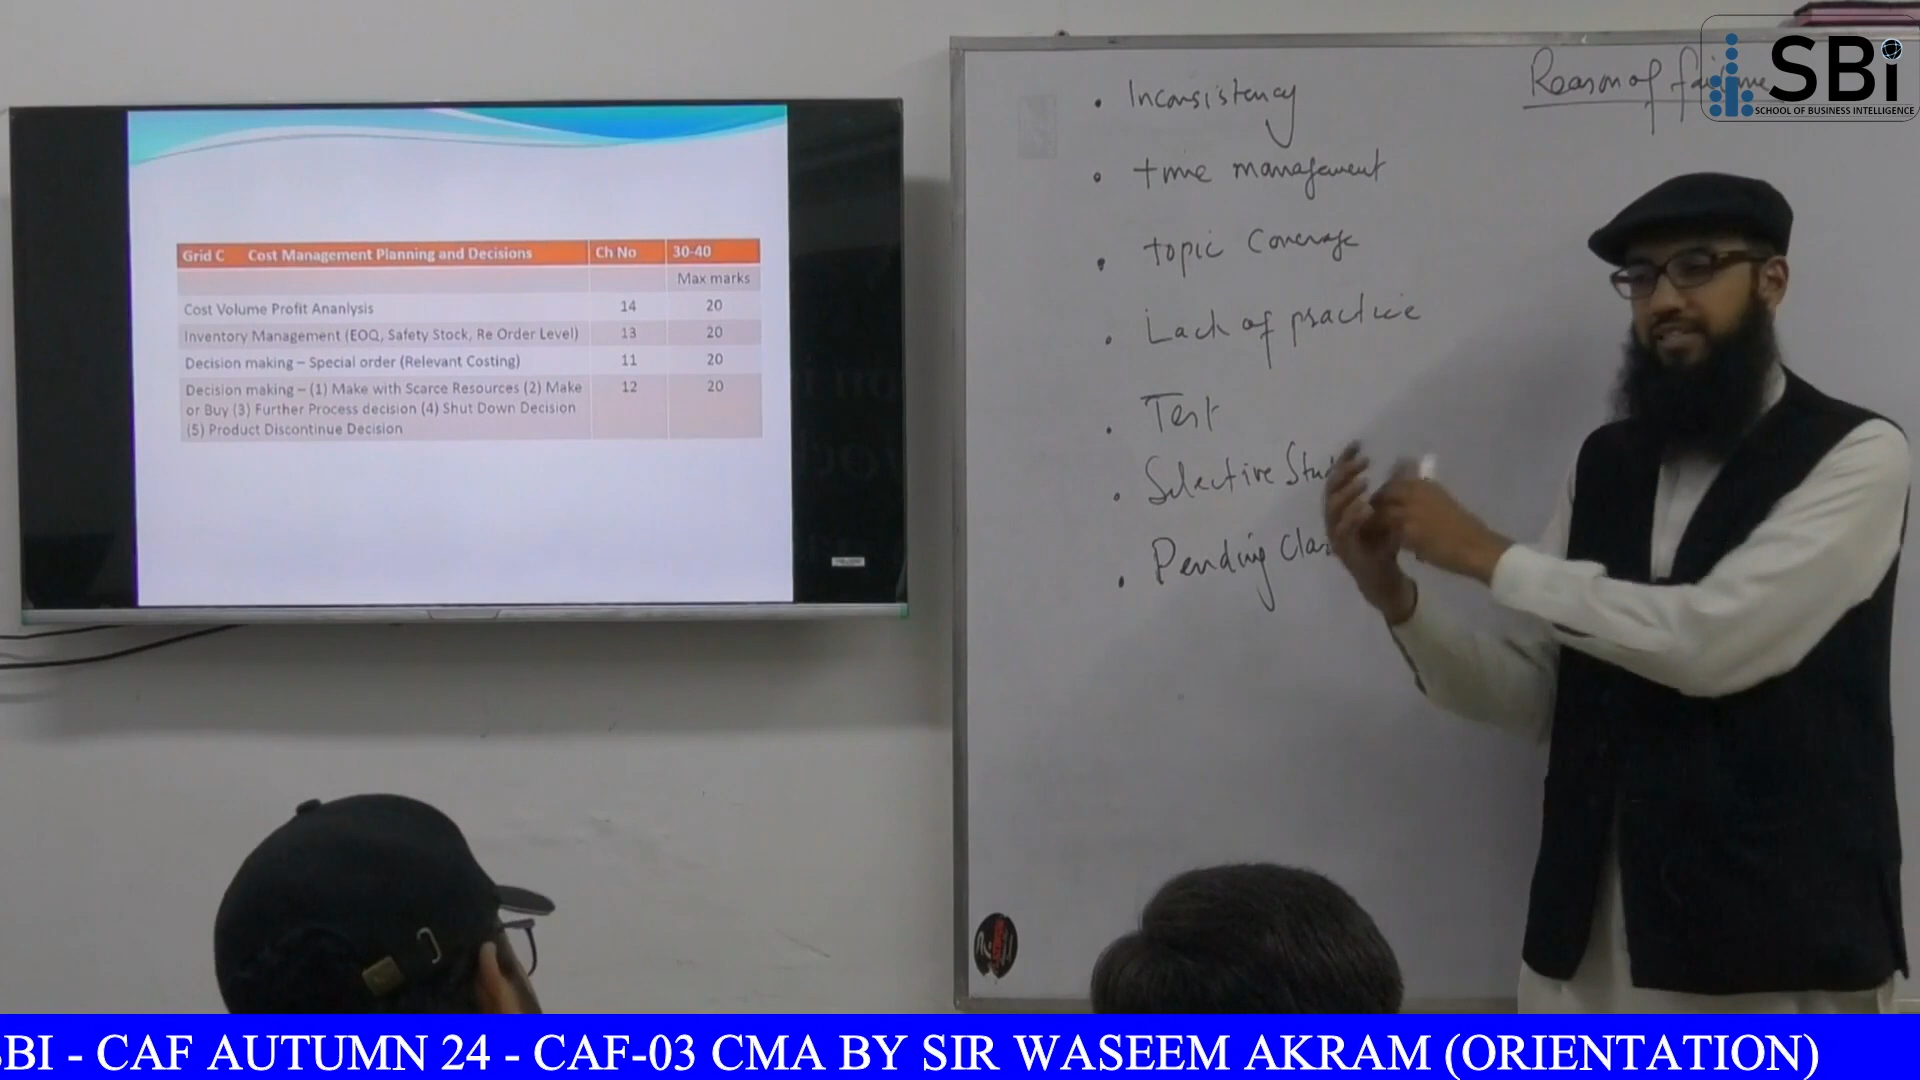 Grid C Cost Management Planning and Decisions Ch No 30-40
Max marks
Cost Volume Profit Ananlysis 14 20
Inventory Management (EOQ, Safety Stock, Re Order Level) 13 20
Decision making – Special order (Relevant Costing) 11 20
Decision making – (1) Make with Scarce Resources (2) Make 12 20
or Buy (3) Further Process decision (4) Shut Down Decision
(5) Product Discontinue Decision
Reason of failure
• Inconsistency
• time management
• topic Coverage
• Lack of practice
• Test
• Selective Stud
• Pending Clas
SBi
SCHOOL OF BUSINESS INTELLIGENCE
SBI - CAF AUTUMN 24 - CAF-03 CMA BY SIR WASEEM AKRAM (ORIENTATION)